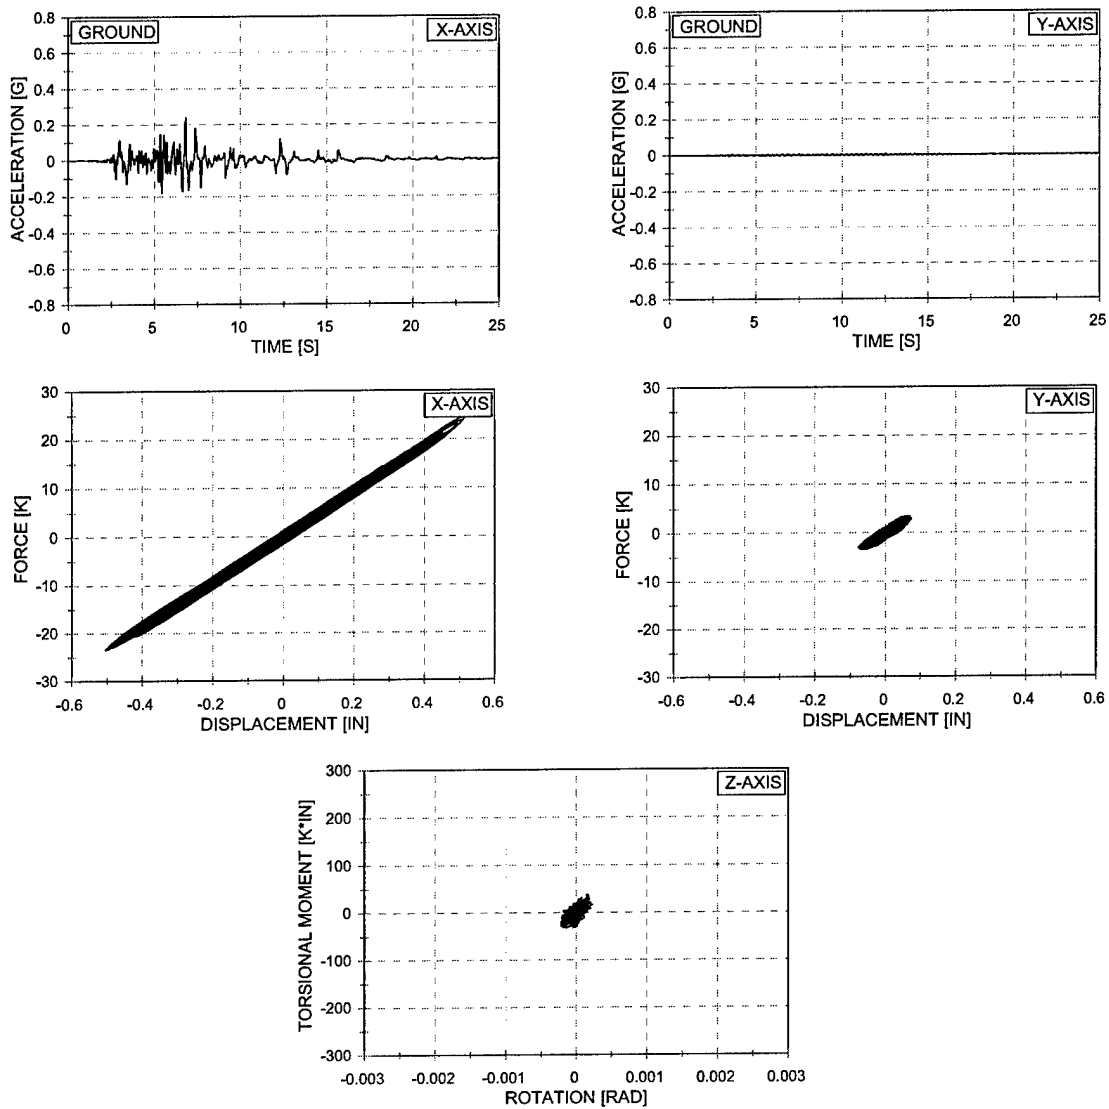 GROUND
X-AXIS
0.8
0.6
0.4
0.2
0
-0.2
-0.4
-0.6
-0.8
ACCELERATION [G]
0 5 10 15 20 25
TIME [S]
GROUND
Y-AXIS
0.8
0.6
0.4
0.2
0
-0.2
-0.4
-0.6
-0.8
ACCELERATION [G]
0 5 10 15 20 25
TIME [S]
X-AXIS
30
20
10
0
-10
-20
-30
FORCE [K]
-0.6 -0.4 -0.2 0 0.2 0.4 0.6
DISPLACEMENT [IN]
Y-AXIS
30
20
10
0
-10
-20
-30
FORCE [K]
-0.6 -0.4 -0.2 0 0.2 0.4 0.6
DISPLACEMENT [IN]
Z-AXIS
300
200
100
0
-100
-200
-300
TORSIONAL MOMENT [K*IN]
-0.003 -0.002 -0.001 0 0.001 0.002 0.003
ROTATION [RAD]